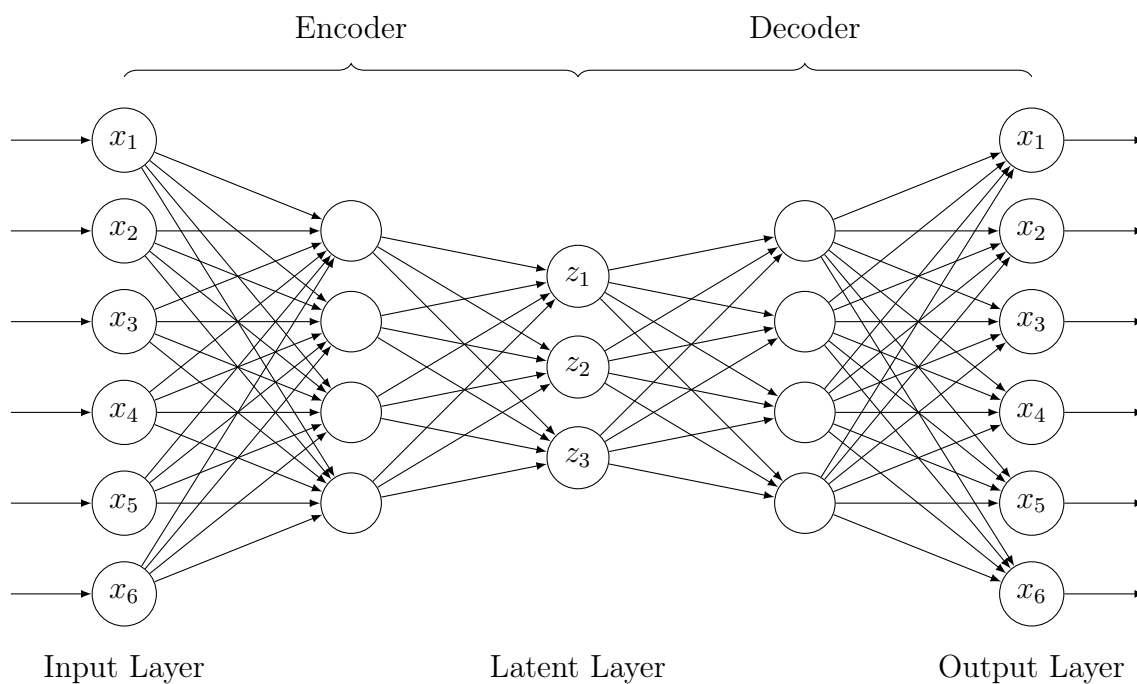 Encoder
Decoder
x₁
x₂
x₃
x₄
x₅
x₆
z₁
z₂
z₃
x₁
x₂
x₃
x₄
x₅
x₆
Input Layer
Latent Layer
Output Layer